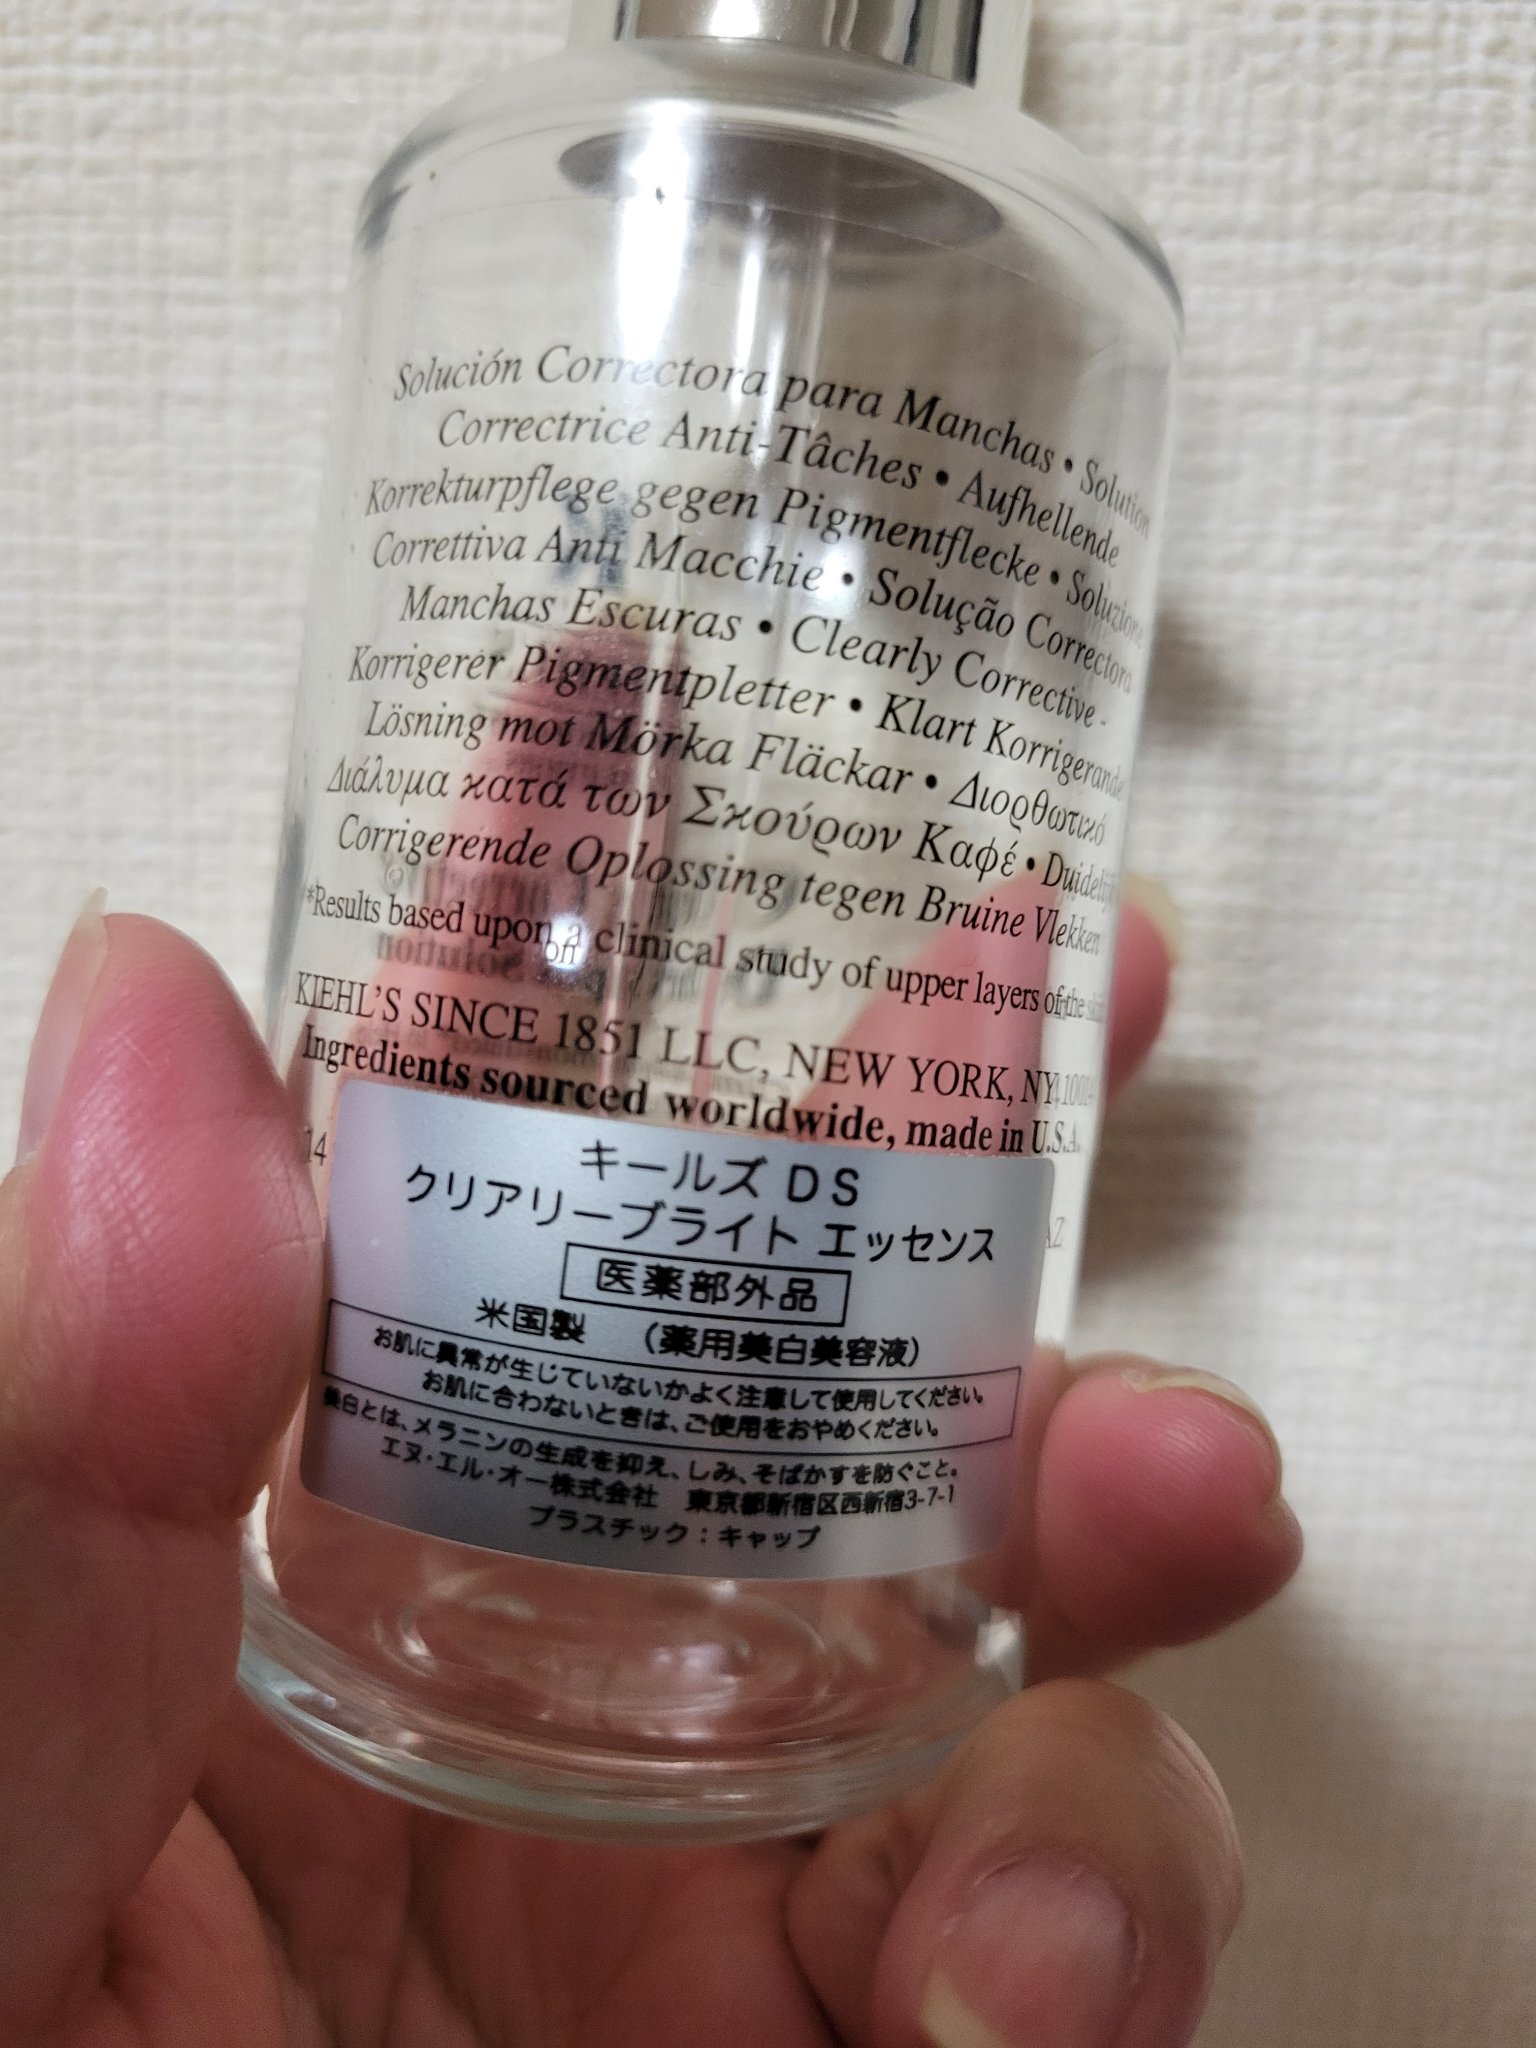 Solución Correctora para Manchas • Solution
Correctrice Anti-Tâches • Aufhellende
Korrekturpflege gegen Pigmentflecke • Soluzione
Correttiva Anti Macchie • Solução Correctora
Manchas Escuras • Clearly Corrective -
Korrigerer Pigmentpletter • Klart Korrigerande
Lösning mot Mörka Fläckar • Διορθωτικό
Διάλυμα κατά των Σκούρων Καφέ • Duidelijk
Corrigerende Oplossing tegen Bruine Vlekken
*Results based upon a clinical study of upper layers of the skin
KIEHL'S SINCE 1851 LLC, NEW YORK, NY
Ingredients sourced worldwide, made in U.S.A.
14
キールズ DS
クリアリーブライト エッセンス
医薬部外品
米国製 (薬用美白美容液)
お肌に異常が生じていないかよく注意して使用してください。
お肌に合わないときは、ご使用をおやめください。
美白とは、メラニンの生成を抑え、しみ、そばかすを防ぐこと。
エヌ・エル・オー株式会社 東京都新宿区西新宿3-7-1
プラスチック:キャップ